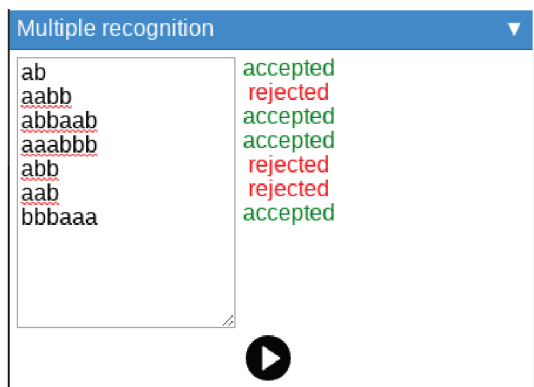 Multiple recognition ▼
ab accepted
aabb rejected
abbaab accepted
aaabbb accepted
abb rejected
aab rejected
bbbaaa accepted